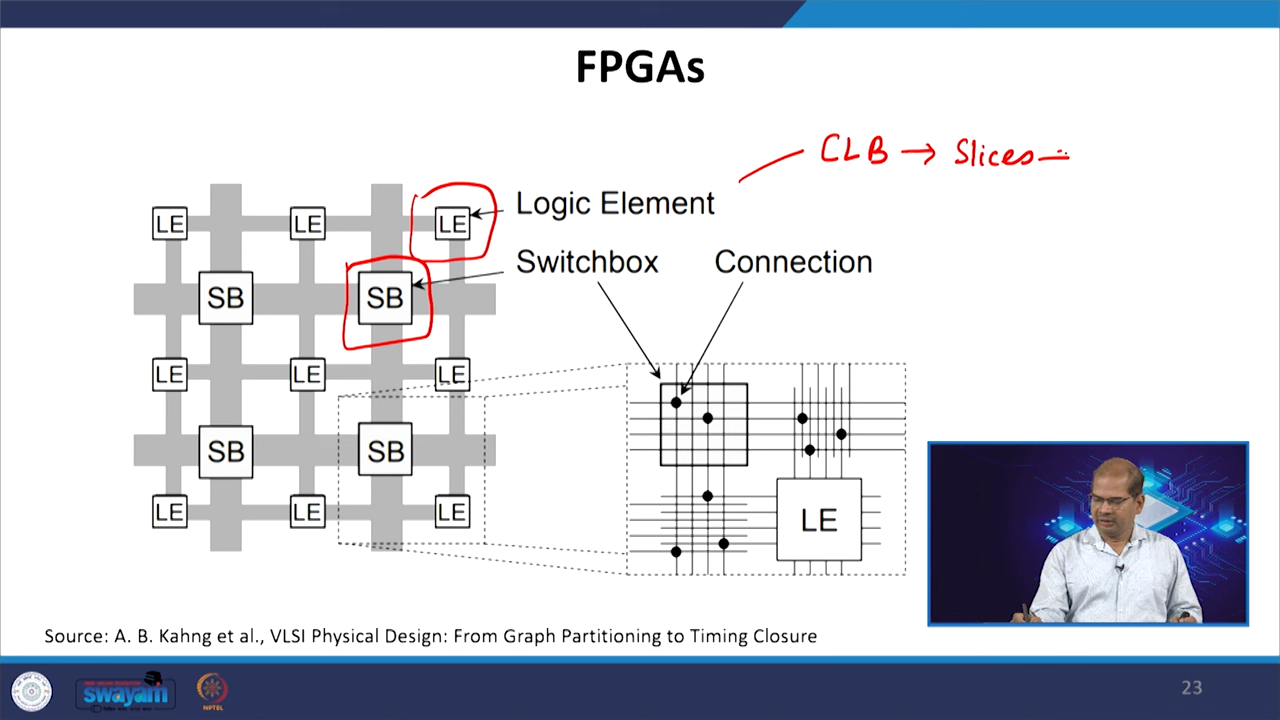 FPGAs
CLB → Slices –
LE LE LE Logic Element
Switchbox Connection
SB SB
LE LE LE
SB SB
LE LE LE
LE
Source: A. B. Kahng et al., VLSI Physical Design: From Graph Partitioning to Timing Closure
swayam
NPTEL
23